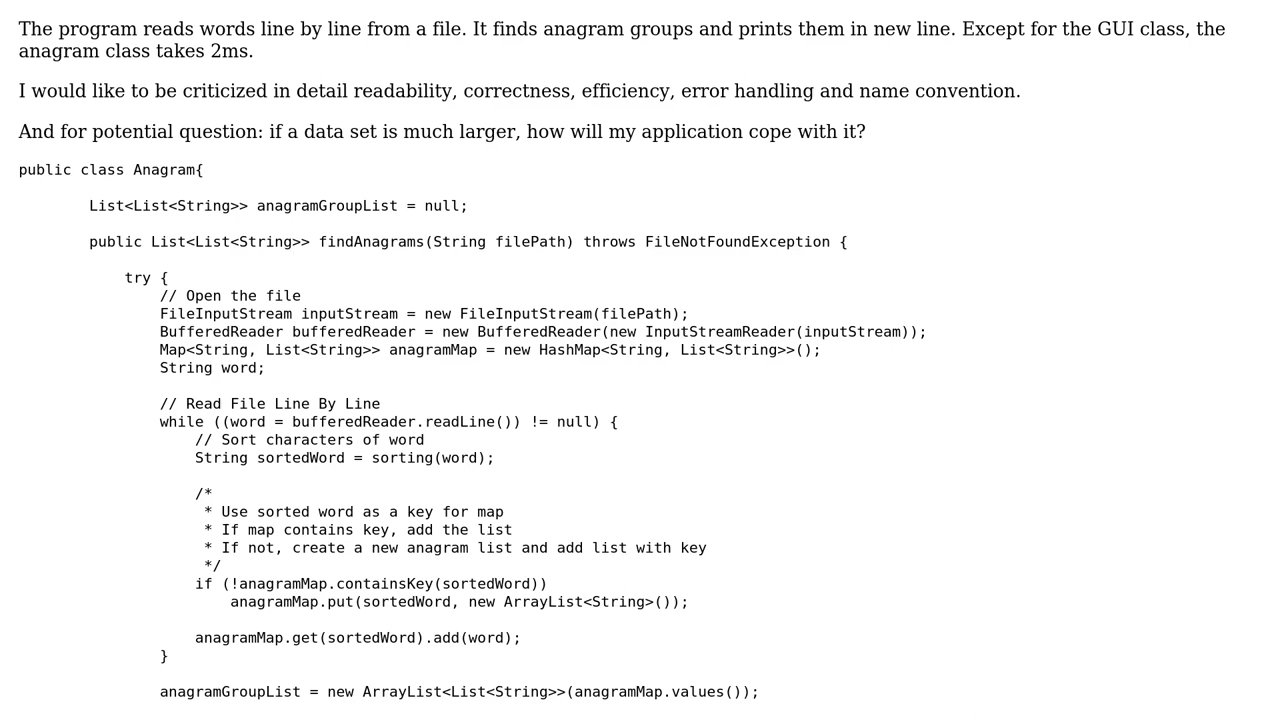 The program reads words line by line from a file. It finds anagram groups and prints them in new line. Except for the GUI class, the
anagram class takes 2ms.
I would like to be criticized in detail readability, correctness, efficiency, error handling and name convention.
And for potential question: if a data set is much larger, how will my application cope with it?
public class Anagram{
List<List<String>> anagramGroupList = null;
public List<List<String>> findAnagrams(String filePath) throws FileNotFoundException {
try {
// Open the file
FileInputStream inputStream = new FileInputStream(filePath);
BufferedReader bufferedReader = new BufferedReader(new InputStreamReader(inputStream));
Map<String, List<String>> anagramMap = new HashMap<String, List<String>>();
String word;
// Read File Line By Line
while ((word = bufferedReader.readLine()) != null) {
// Sort characters of word
String sortedWord = sorting(word);
/*
* Use sorted word as a key for map
* If map contains key, add the list
* If not, create a new anagram list and add list with key
*/
if (!anagramMap.containsKey(sortedWord))
anagramMap.put(sortedWord, new ArrayList<String>());
anagramMap.get(sortedWord).add(word);
}
anagramGroupList = new ArrayList<List<String>>(anagramMap.values());